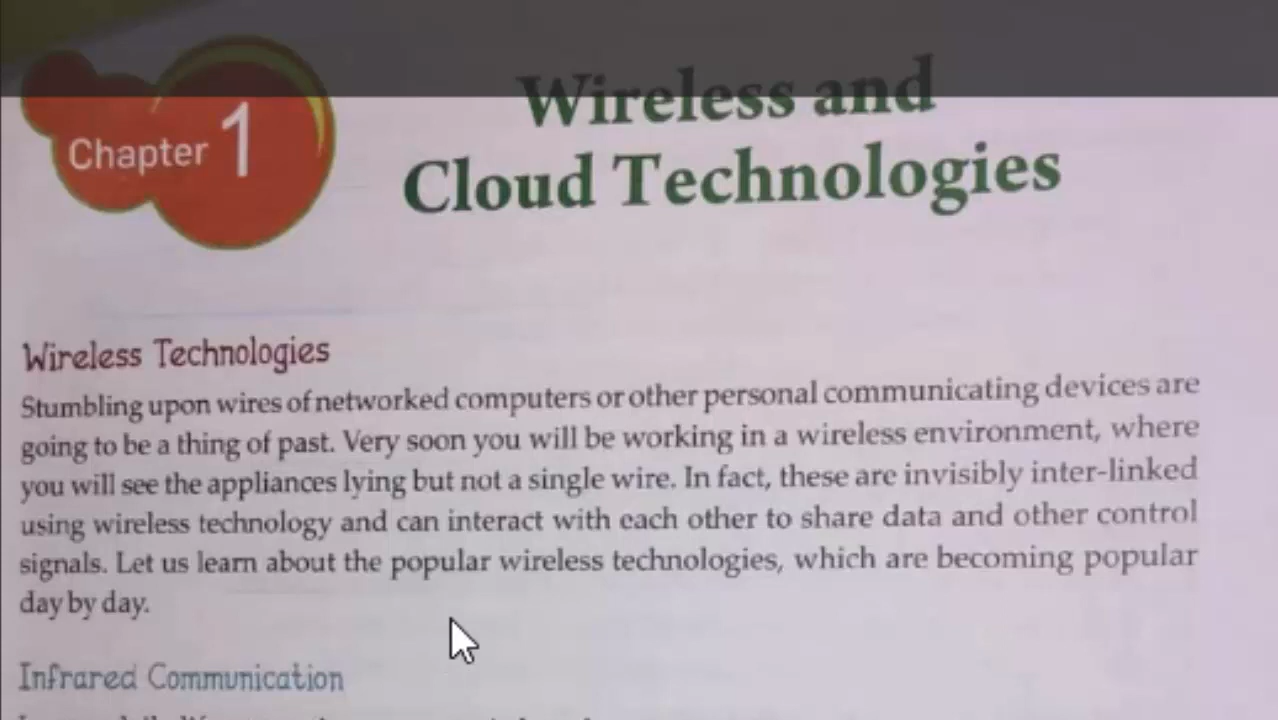 Chapter 1
Wireless and
Cloud Technologies
Wireless Technologies
Stumbling upon wires of networked computers or other personal communicating devices are
going to be a thing of past. Very soon you will be working in a wireless environment, where
you will see the appliances lying but not a single wire. In fact, these are invisibly inter-linked
using wireless technology and can interact with each other to share data and other control
signals. Let us learn about the popular wireless technologies, which are becoming popular
day by day.
Infrared Communication